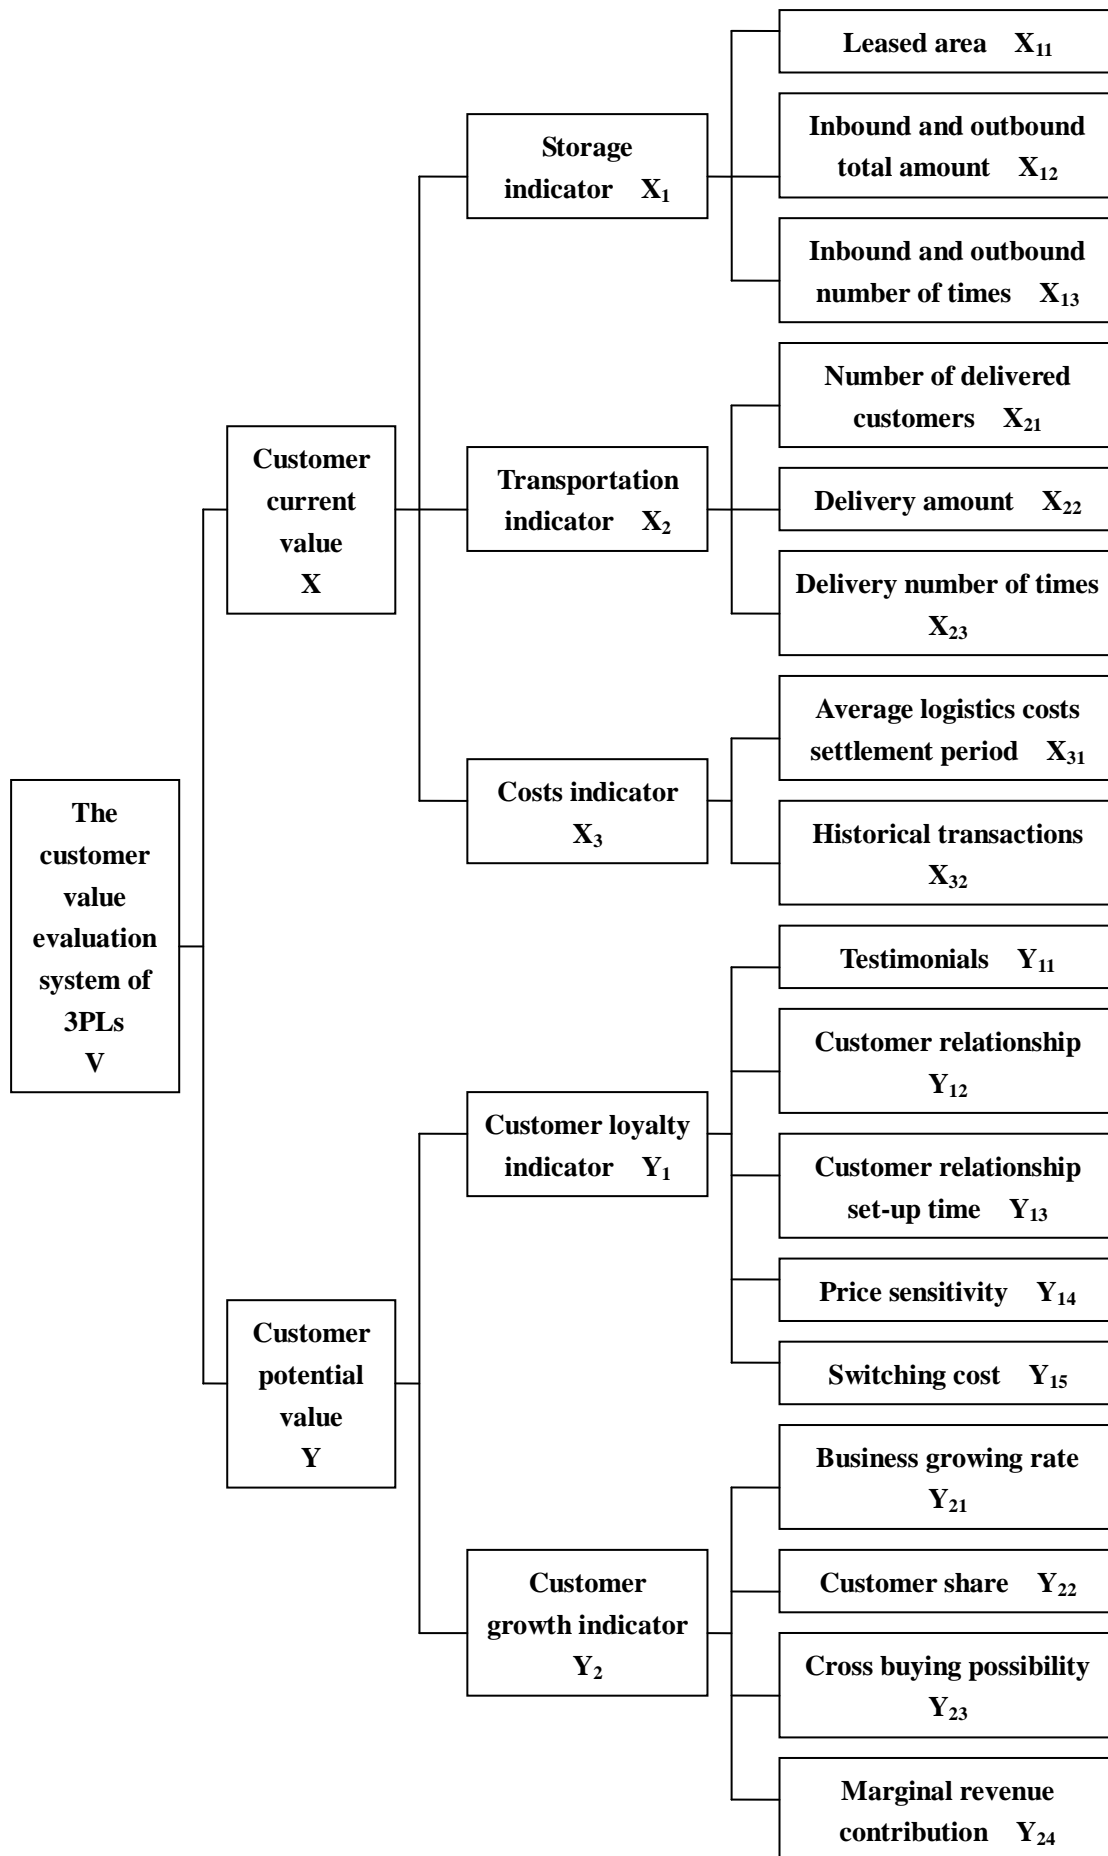 The
customer
value
evaluation
system of
3PLs
V
Customer
current
value
X
Customer
potential
value
Y
Storage
indicator X₁
Transportation
indicator X₂
Costs indicator
X₃
Customer loyalty
indicator Y₁
Customer
growth indicator
Y₂
Leased area X₁₁
Inbound and outbound
total amount X₁₂
Inbound and outbound
number of times X₁₃
Number of delivered
customers X₂₁
Delivery amount X₂₂
Delivery number of times
X₂₃
Average logistics costs
settlement period X₃₁
Historical transactions
X₃₂
Testimonials Y₁₁
Customer relationship
Y₁₂
Customer relationship
set-up time Y₁₃
Price sensitivity Y₁₄
Switching cost Y₁₅
Business growing rate
Y₂₁
Customer share Y₂₂
Cross buying possibility
Y₂₃
Marginal revenue
contribution Y₂₄